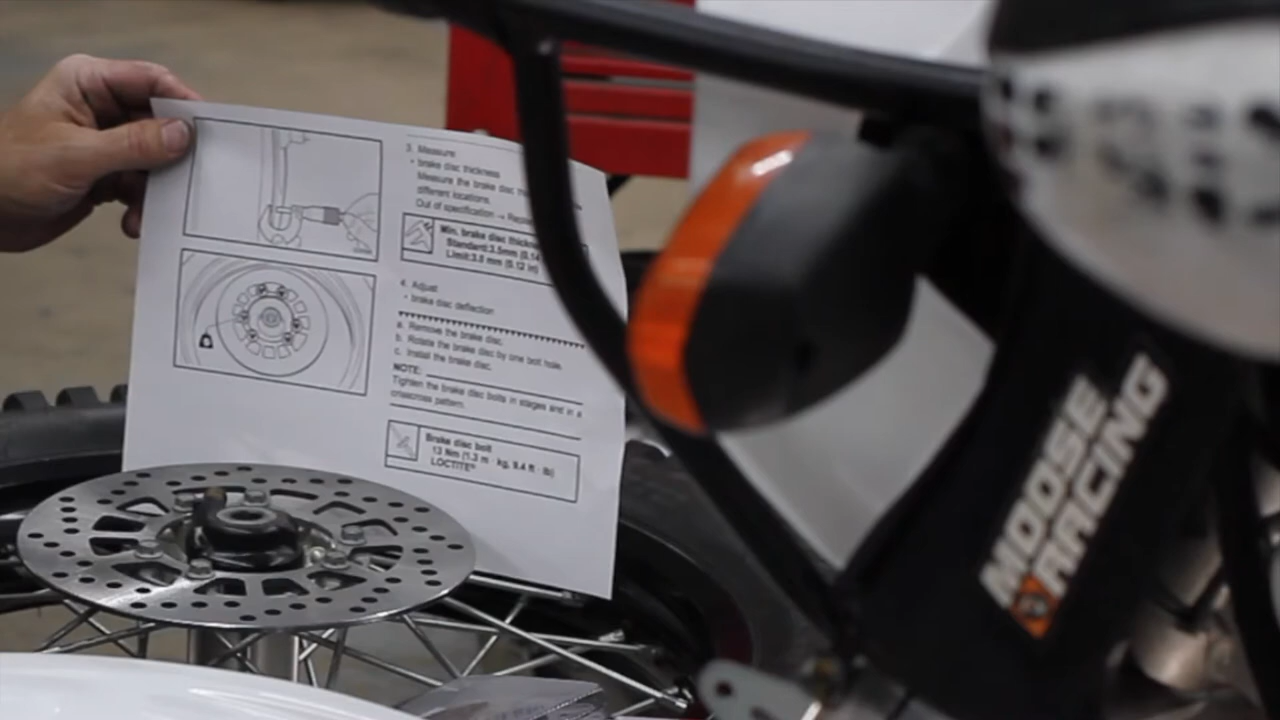 3. Measure
• brake disc thickness
Measure the brake disc
different locations.
Out of specification →
Min. brake disc
Standard:3.5mm (0.14
Limit:3.0 mm (0.12 in)
4. Adjust
• brake disc deflection
a. Remove the brake disc.
b. Rotate the brake disc by one bolt hole.
c. Install the brake disc.
NOTE:
Tighten the brake disc bolts in stages and in a
crisscross pattern.
Brake disc bolt
13 Nm (1.3 m · kg, 9.4 ft · lb)
LOCTITE®
MOOSE
RACING